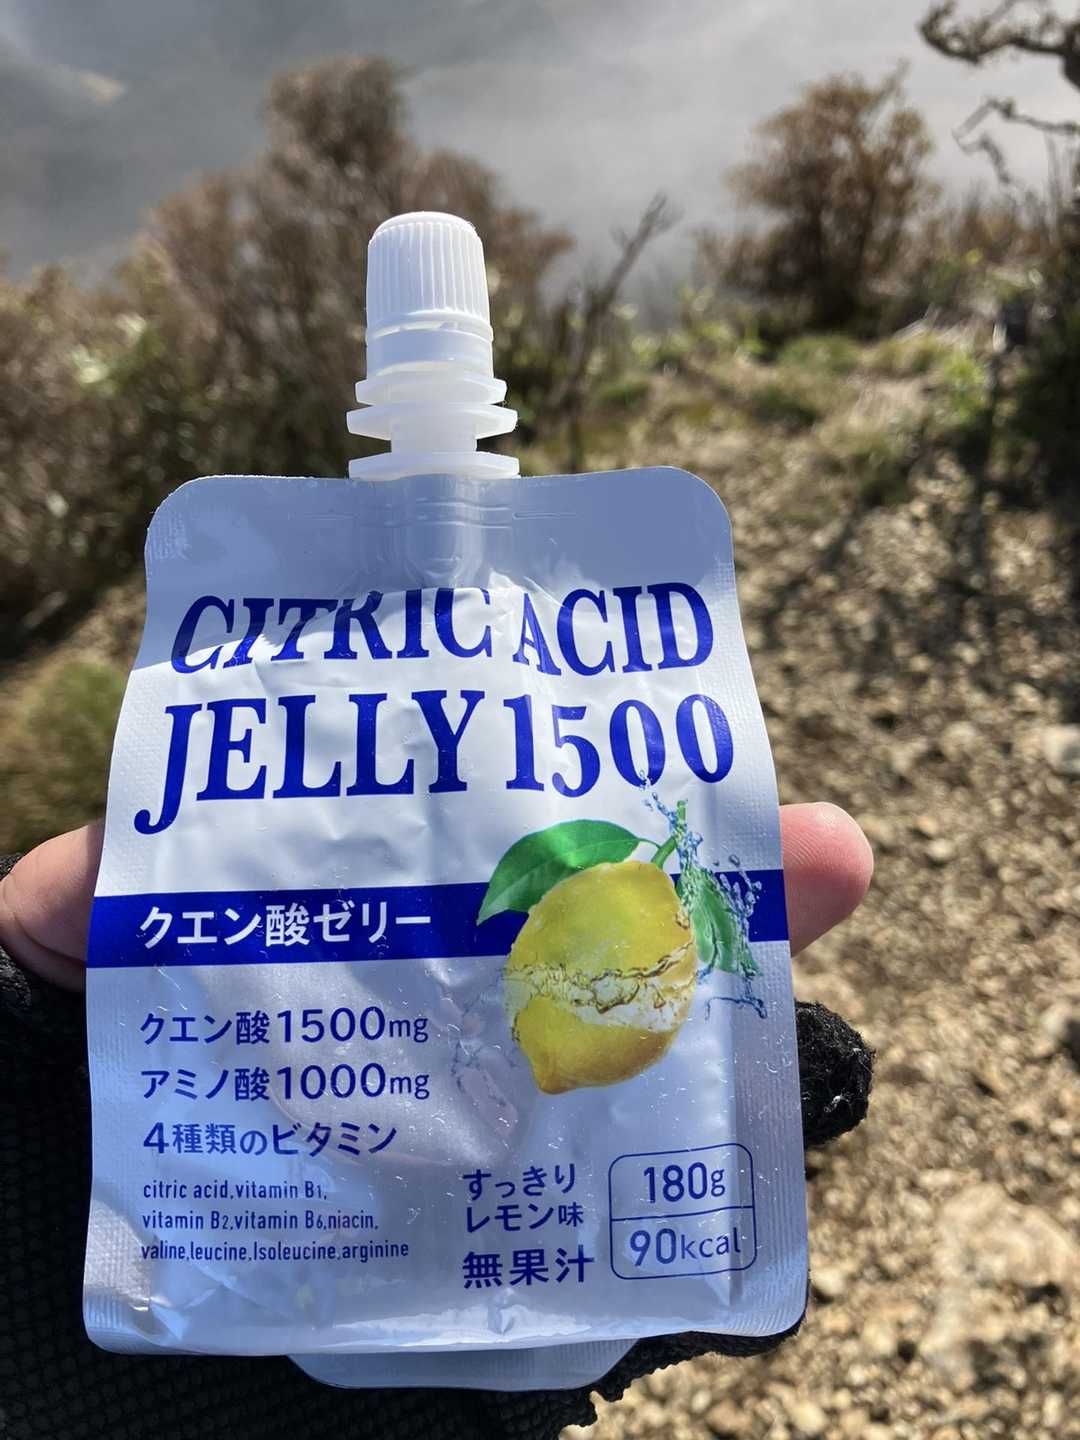 CITRIC ACID
JELLY 1500
クエン酸ゼリー
クエン酸1500mg
アミノ酸1000mg
4種類のビタミン
citric acid,vitamin B1,
vitamin B2,vitamin B6,niacin,
valine,leucine,Isoleucine,arginine
すっきり
レモン味
無果汁
180g
90kcal